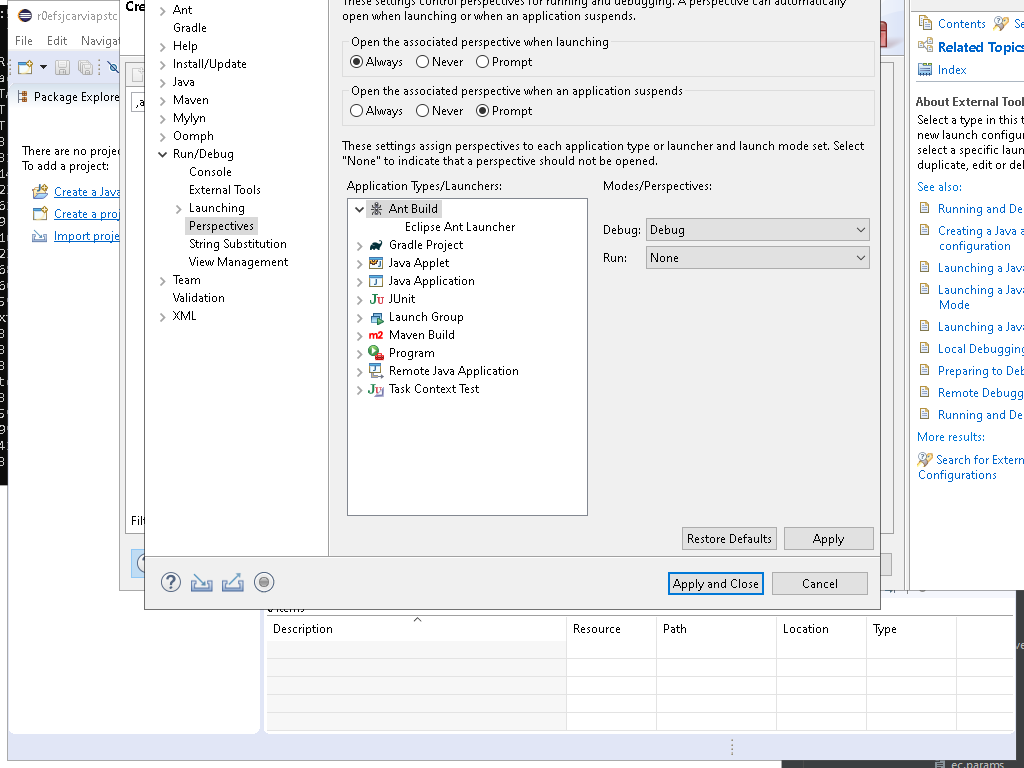 These settings control perspectives for running and debugging. A perspective can automatically
open when launching or when an application suspends.
r0efsjcarviapstc
File Edit Naviga
Package Explore
There are no projec
To add a project:
Create a Java
Create a proj
Import proje
Cre
Filt
Ant
Gradle
Help
Install/Update
Java
Maven
Mylyn
Oomph
Run/Debug
Console
External Tools
Launching
Perspectives
String Substitution
View Management
Team
Validation
XML
Open the associated perspective when launching
Always Never Prompt
Open the associated perspective when an application suspends
Always Never Prompt
These settings assign perspectives to each application type or launcher and launch mode set. Select
"None" to indicate that a perspective should not be opened.
Application Types/Launchers: Modes/Perspectives:
Ant Build
Eclipse Ant Launcher
Gradle Project
Java Applet
Java Application
JUnit
Launch Group
Maven Build
Program
Remote Java Application
Task Context Test
Debug: Debug
Run: None
Restore Defaults Apply
Apply and Close Cancel
Contents Se
Related Topics
Index
About External Tool
Select a type in this t
new launch configur
select a specific laun
duplicate, edit or del
See also:
Running and De
Creating a Java a
configuration
Launching a Java
Launching a Java
Mode
Launching a Java
Local Debugging
Preparing to Deb
Remote Debugg
Running and De
More results:
Search for Extern
Configurations
Description Resource Path Location Type
ec.params